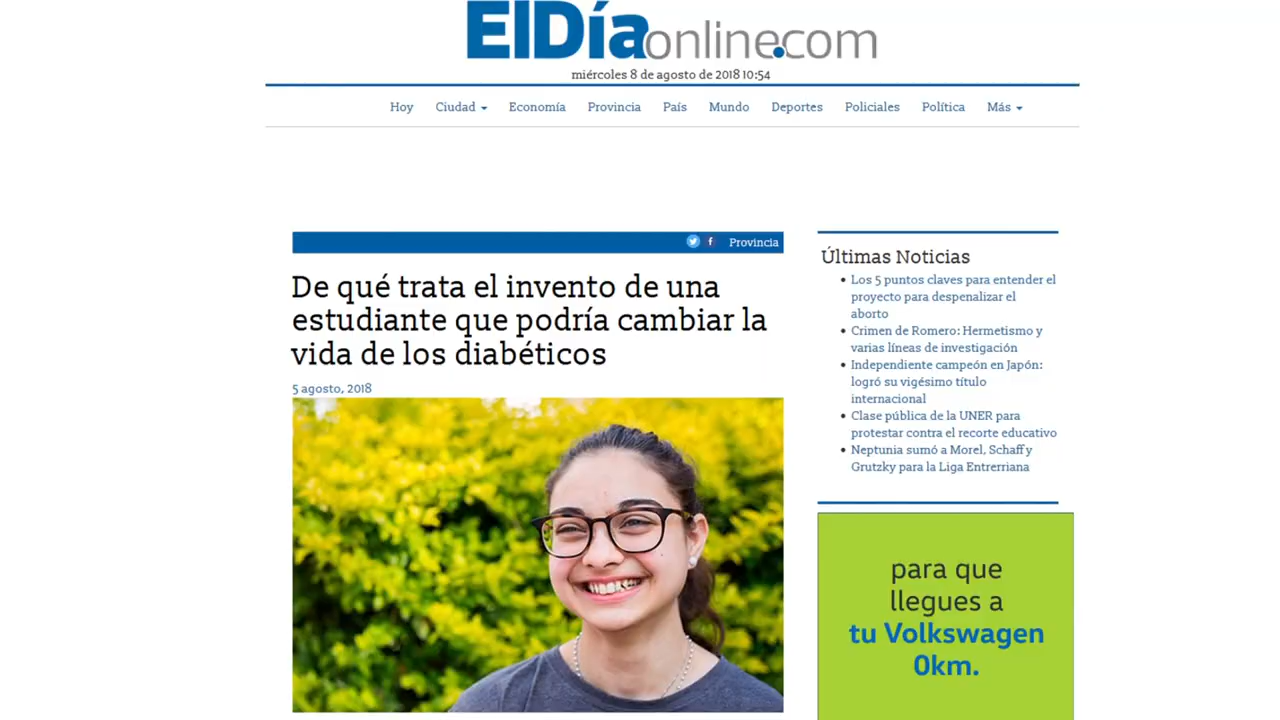 ElDíaonline.com
miércoles 8 de agosto de 2018 10:54
Hoy Ciudad Economía Provincia País Mundo Deportes Policiales Política Más
Provincia
De qué trata el invento de una
estudiante que podría cambiar la
vida de los diabéticos
5 agosto, 2018
Últimas Noticias
Los 5 puntos claves para entender el
proyecto para despenalizar el
aborto
Crimen de Romero: Hermetismo y
varias líneas de investigación
Independiente campeón en Japón:
logró su vigésimo título
internacional
Clase pública de la UNER para
protestar contra el recorte educativo
Neptunia sumó a Morel, Schaff y
Grutzky para la Liga Entrerriana
para que
llegues a
tu Volkswagen
0km.